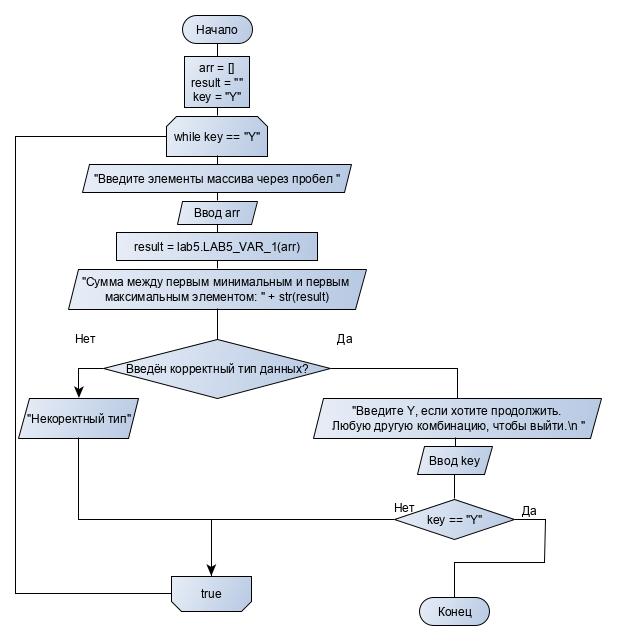 Начало
arr = []
result = ""
key = "Y"
while key == "Y"
"Введите элементы массива через пробел "
Ввод arr
result = lab5.LAB5_VAR_1(arr)
"Сумма между первым минимальным и первым
максимальным элементом: " + str(result)
Нет
Да
Введён корректный тип данных?
"Некоректный тип"
"Введите Y, если хотите продолжить.
Любую другую комбинацию, чтобы выйти.\n "
Ввод key
Нет
Да
key == "Y"
true
Конец